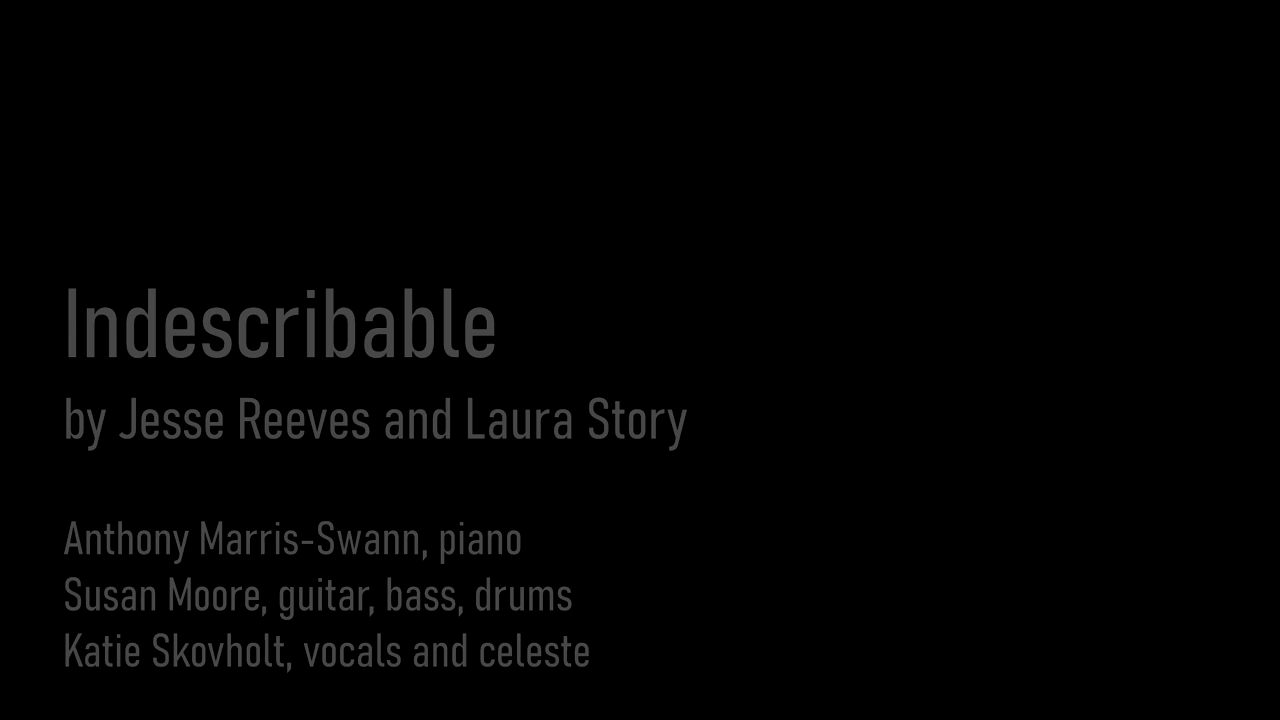 Indescribable
by Jesse Reeves and Laura Story
Anthony Marris-Swann, piano
Susan Moore, guitar, bass, drums
Katie Skovholt, vocals and celeste